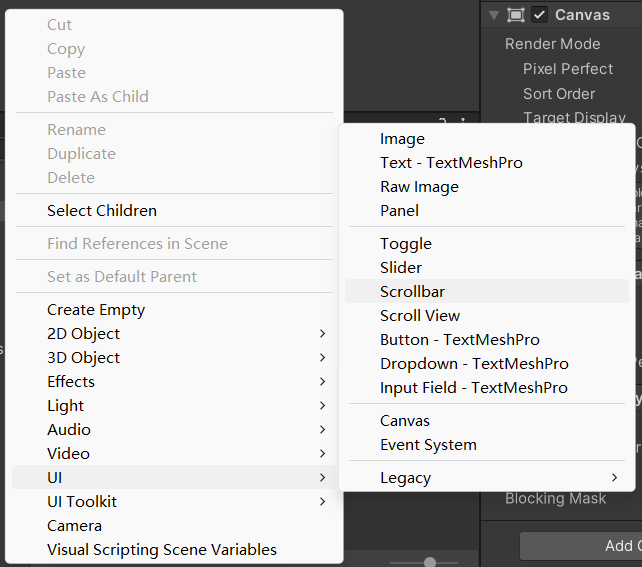 Cut
Copy
Paste
Paste As Child
Rename
Duplicate
Delete
Select Children
Find References in Scene
Set as Default Parent
Create Empty
2D Object
3D Object
Effects
Light
Audio
Video
UI
UI Toolkit
Camera
Visual Scripting Scene Variables
Image
Text - TextMeshPro
Raw Image
Panel
Toggle
Slider
Scrollbar
Scroll View
Button - TextMeshPro
Dropdown - TextMeshPro
Input Field - TextMeshPro
Canvas
Event System
Legacy
Canvas
Render Mode
Pixel Perfect
Sort Order
Target Display
Blocking Mask
Add